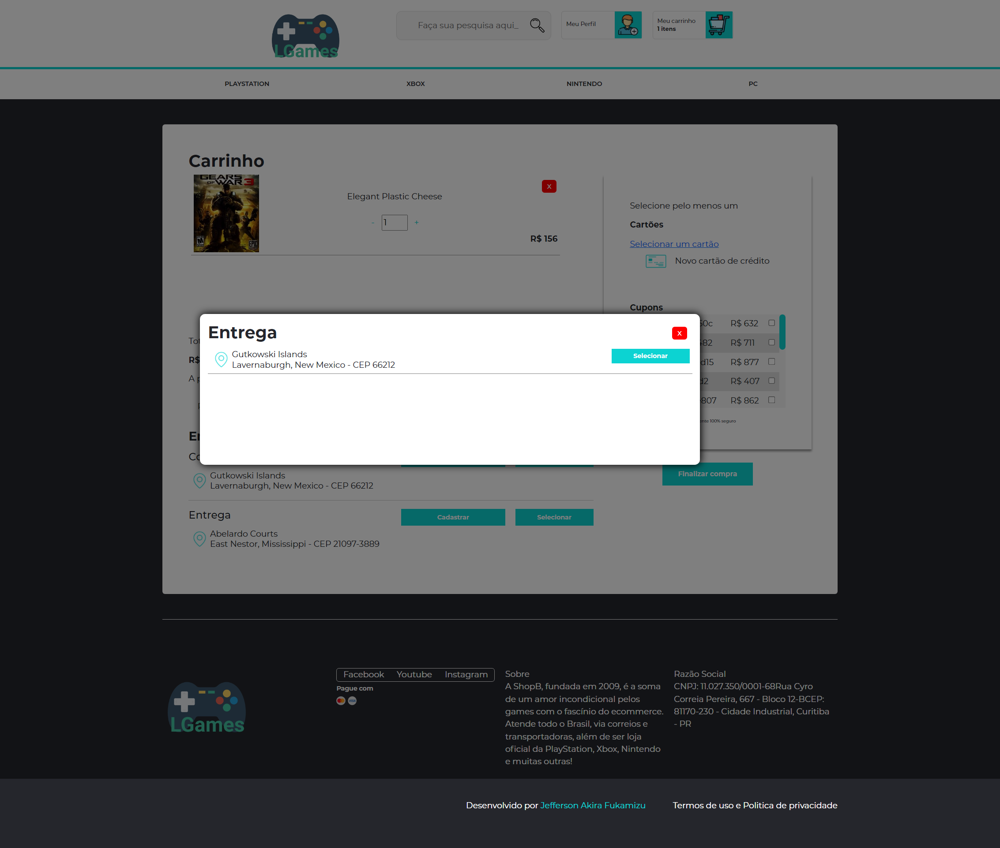 LGames
Faça sua pesquisa aqui_
Meu Perfil
Meu carrinho
1 itens
PLAYSTATION XBOX NINTENDO PC
Carrinho
GEARS
OF WAR 3
M
EPIC
Elegant Plastic Cheese
X
- 1 +
R$ 156
Selecione pelo menos um
Cartões
Selecionar um cartão
Novo cartão de crédito
Cupons
50c R$ 632
482 R$ 711
d15 R$ 877
d2 R$ 407
807 R$ 862
ente 100% seguro
Finalizar compra
Entrega
X
Gutkowski Islands
Lavernaburgh, New Mexico - CEP 66212
Selecionar
R$
A p
Gutkowski Islands
Lavernaburgh, New Mexico - CEP 66212
Entrega
Cadastrar
Selecionar
Abelardo Courts
East Nestor, Mississippi - CEP 21097-3889
LGames
Facebook Youtube Instagram
Pague com
VISA
Sobre
A ShopB, fundada em 2009, é a soma
de um amor incondicional pelos
games com o fascínio do ecommerce.
Atende todo o Brasil, via correios e
transportadoras, além de ser loja
oficial da PlayStation, Xbox, Nintendo
e muitas outras!
Razão Social
CNPJ: 11.027.350/0001-68Rua Cyro
Correia Pereira, 667 - Bloco 12-BCEP:
81170-230 - Cidade Industrial, Curitiba
- PR
Desenvolvido por Jefferson Akira Fukamizu
Termos de uso e Politica de privacidade